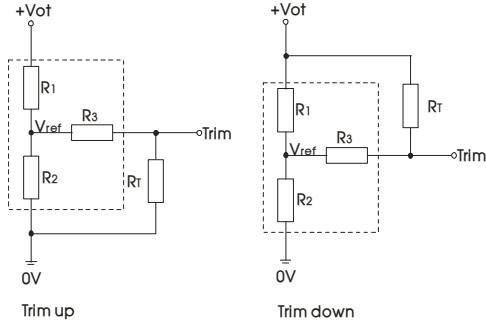 +Vot
R1
Vref
R3
Trim
R2
RT
0V
Trim up
+Vot
R1
RT
Vref
R3
Trim
R2
0V
Trim down